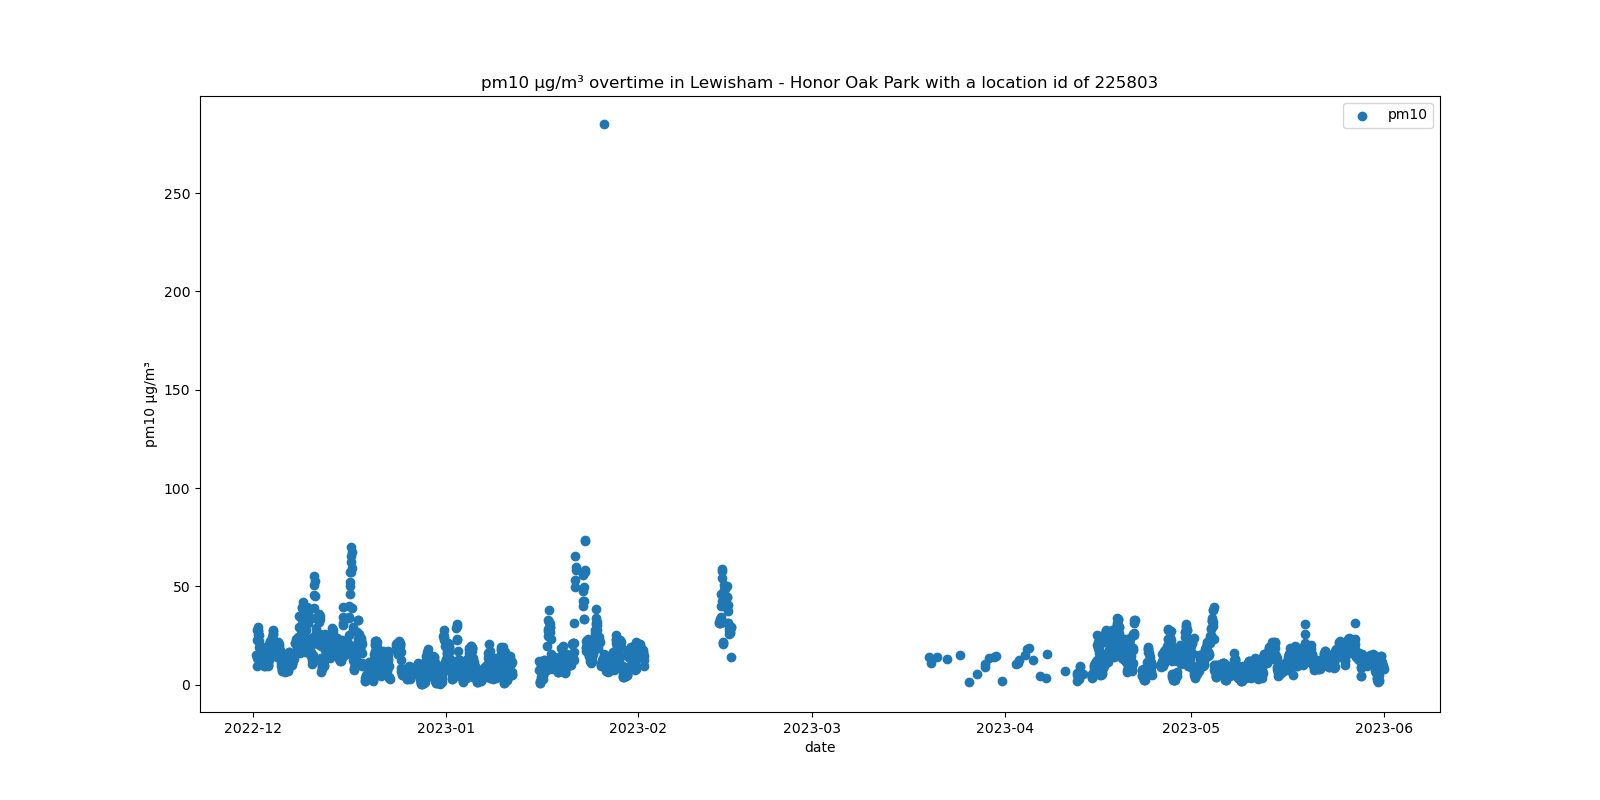 pm10 µg/m³ overtime in Lewisham - Honor Oak Park with a location id of 225803
pm10
250
200
150
100
50
0
pm10 µg/m³
2022-12 2023-01 2023-02 2023-03 2023-04 2023-05 2023-06
date